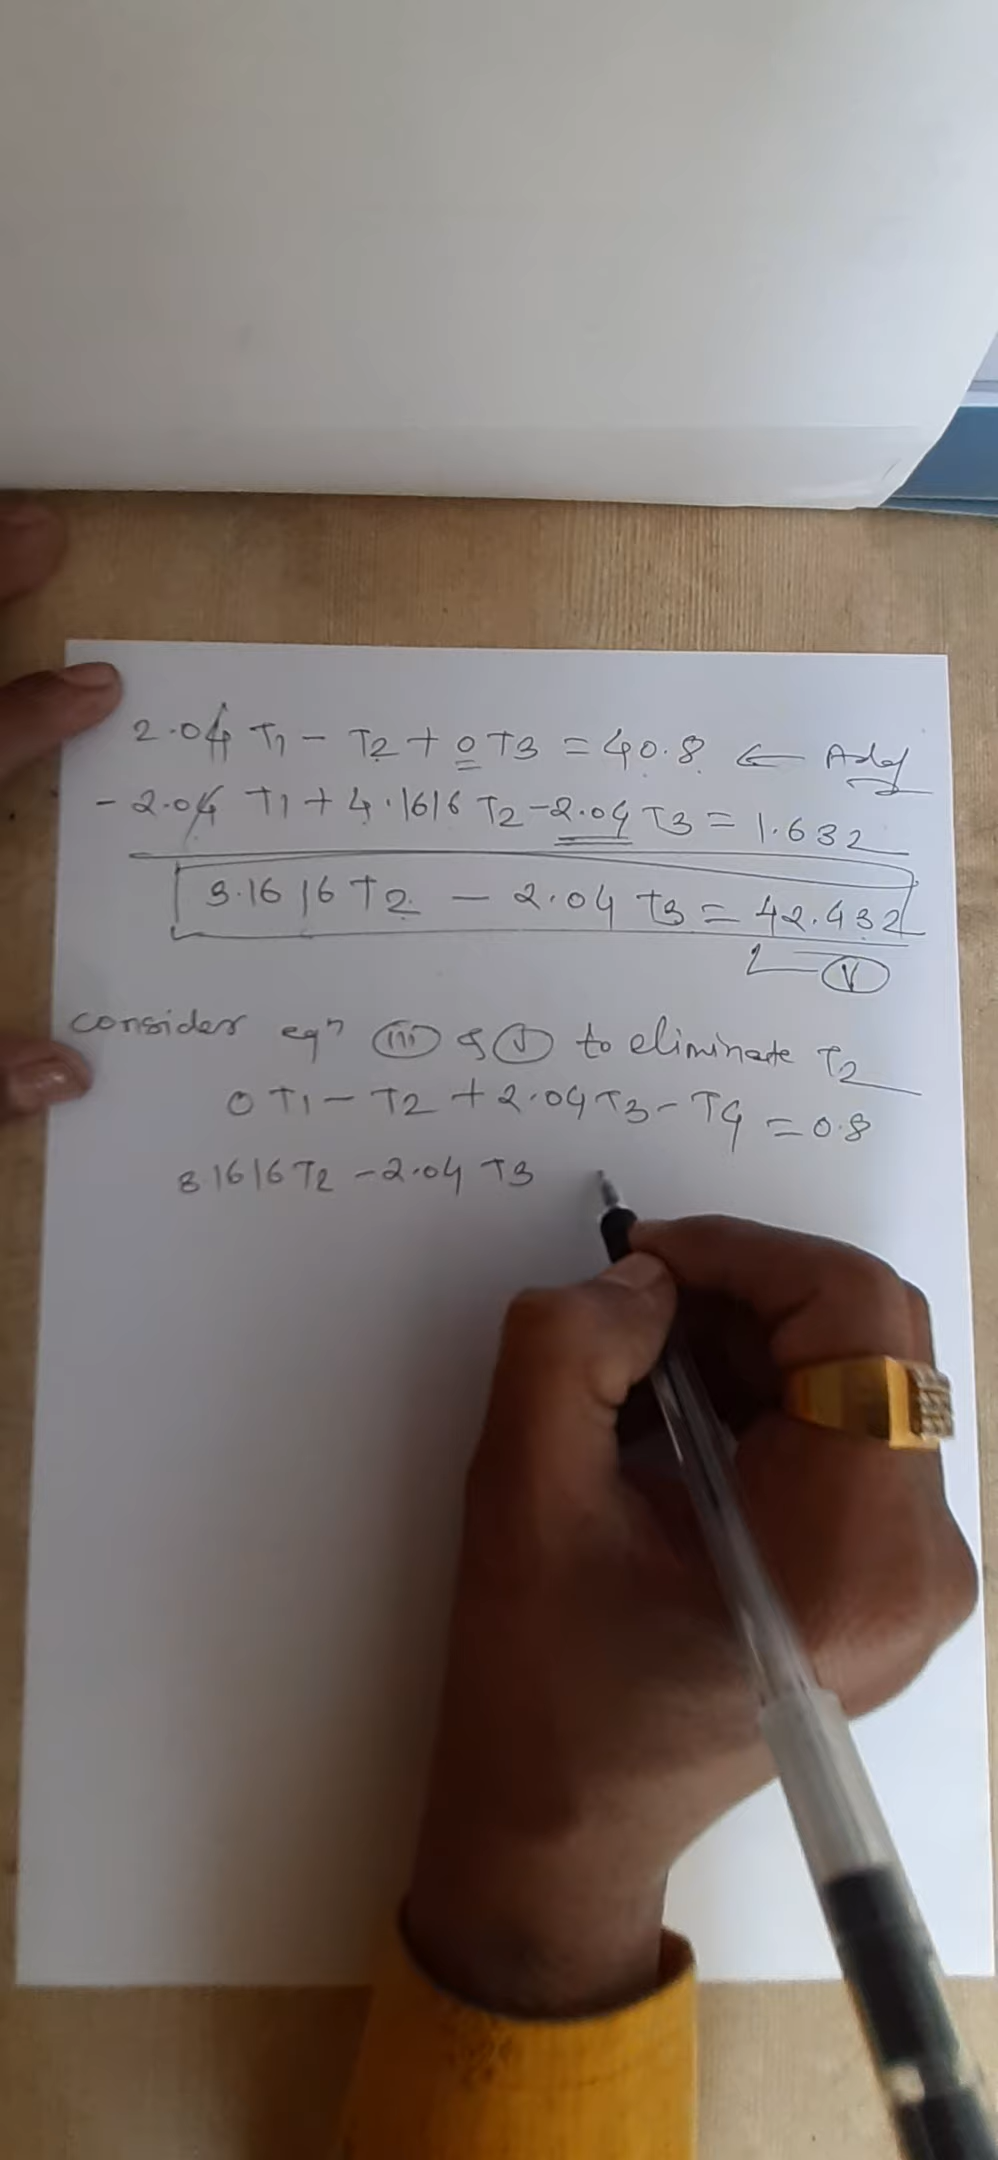 2.04 T1 - T2 + 0 T3 = 40.8 ← Add
- 2.04 T1 + 4.1616 T2 - 2.04 T3 = 1.632
3.1616 T2 - 2.04 T3 = 42.432
V
consider eqn (iii) & (V) to eliminate T2
0 T1 - T2 + 2.04 T3 - T4 = 0.8
3.1616 T2 - 2.04 T3